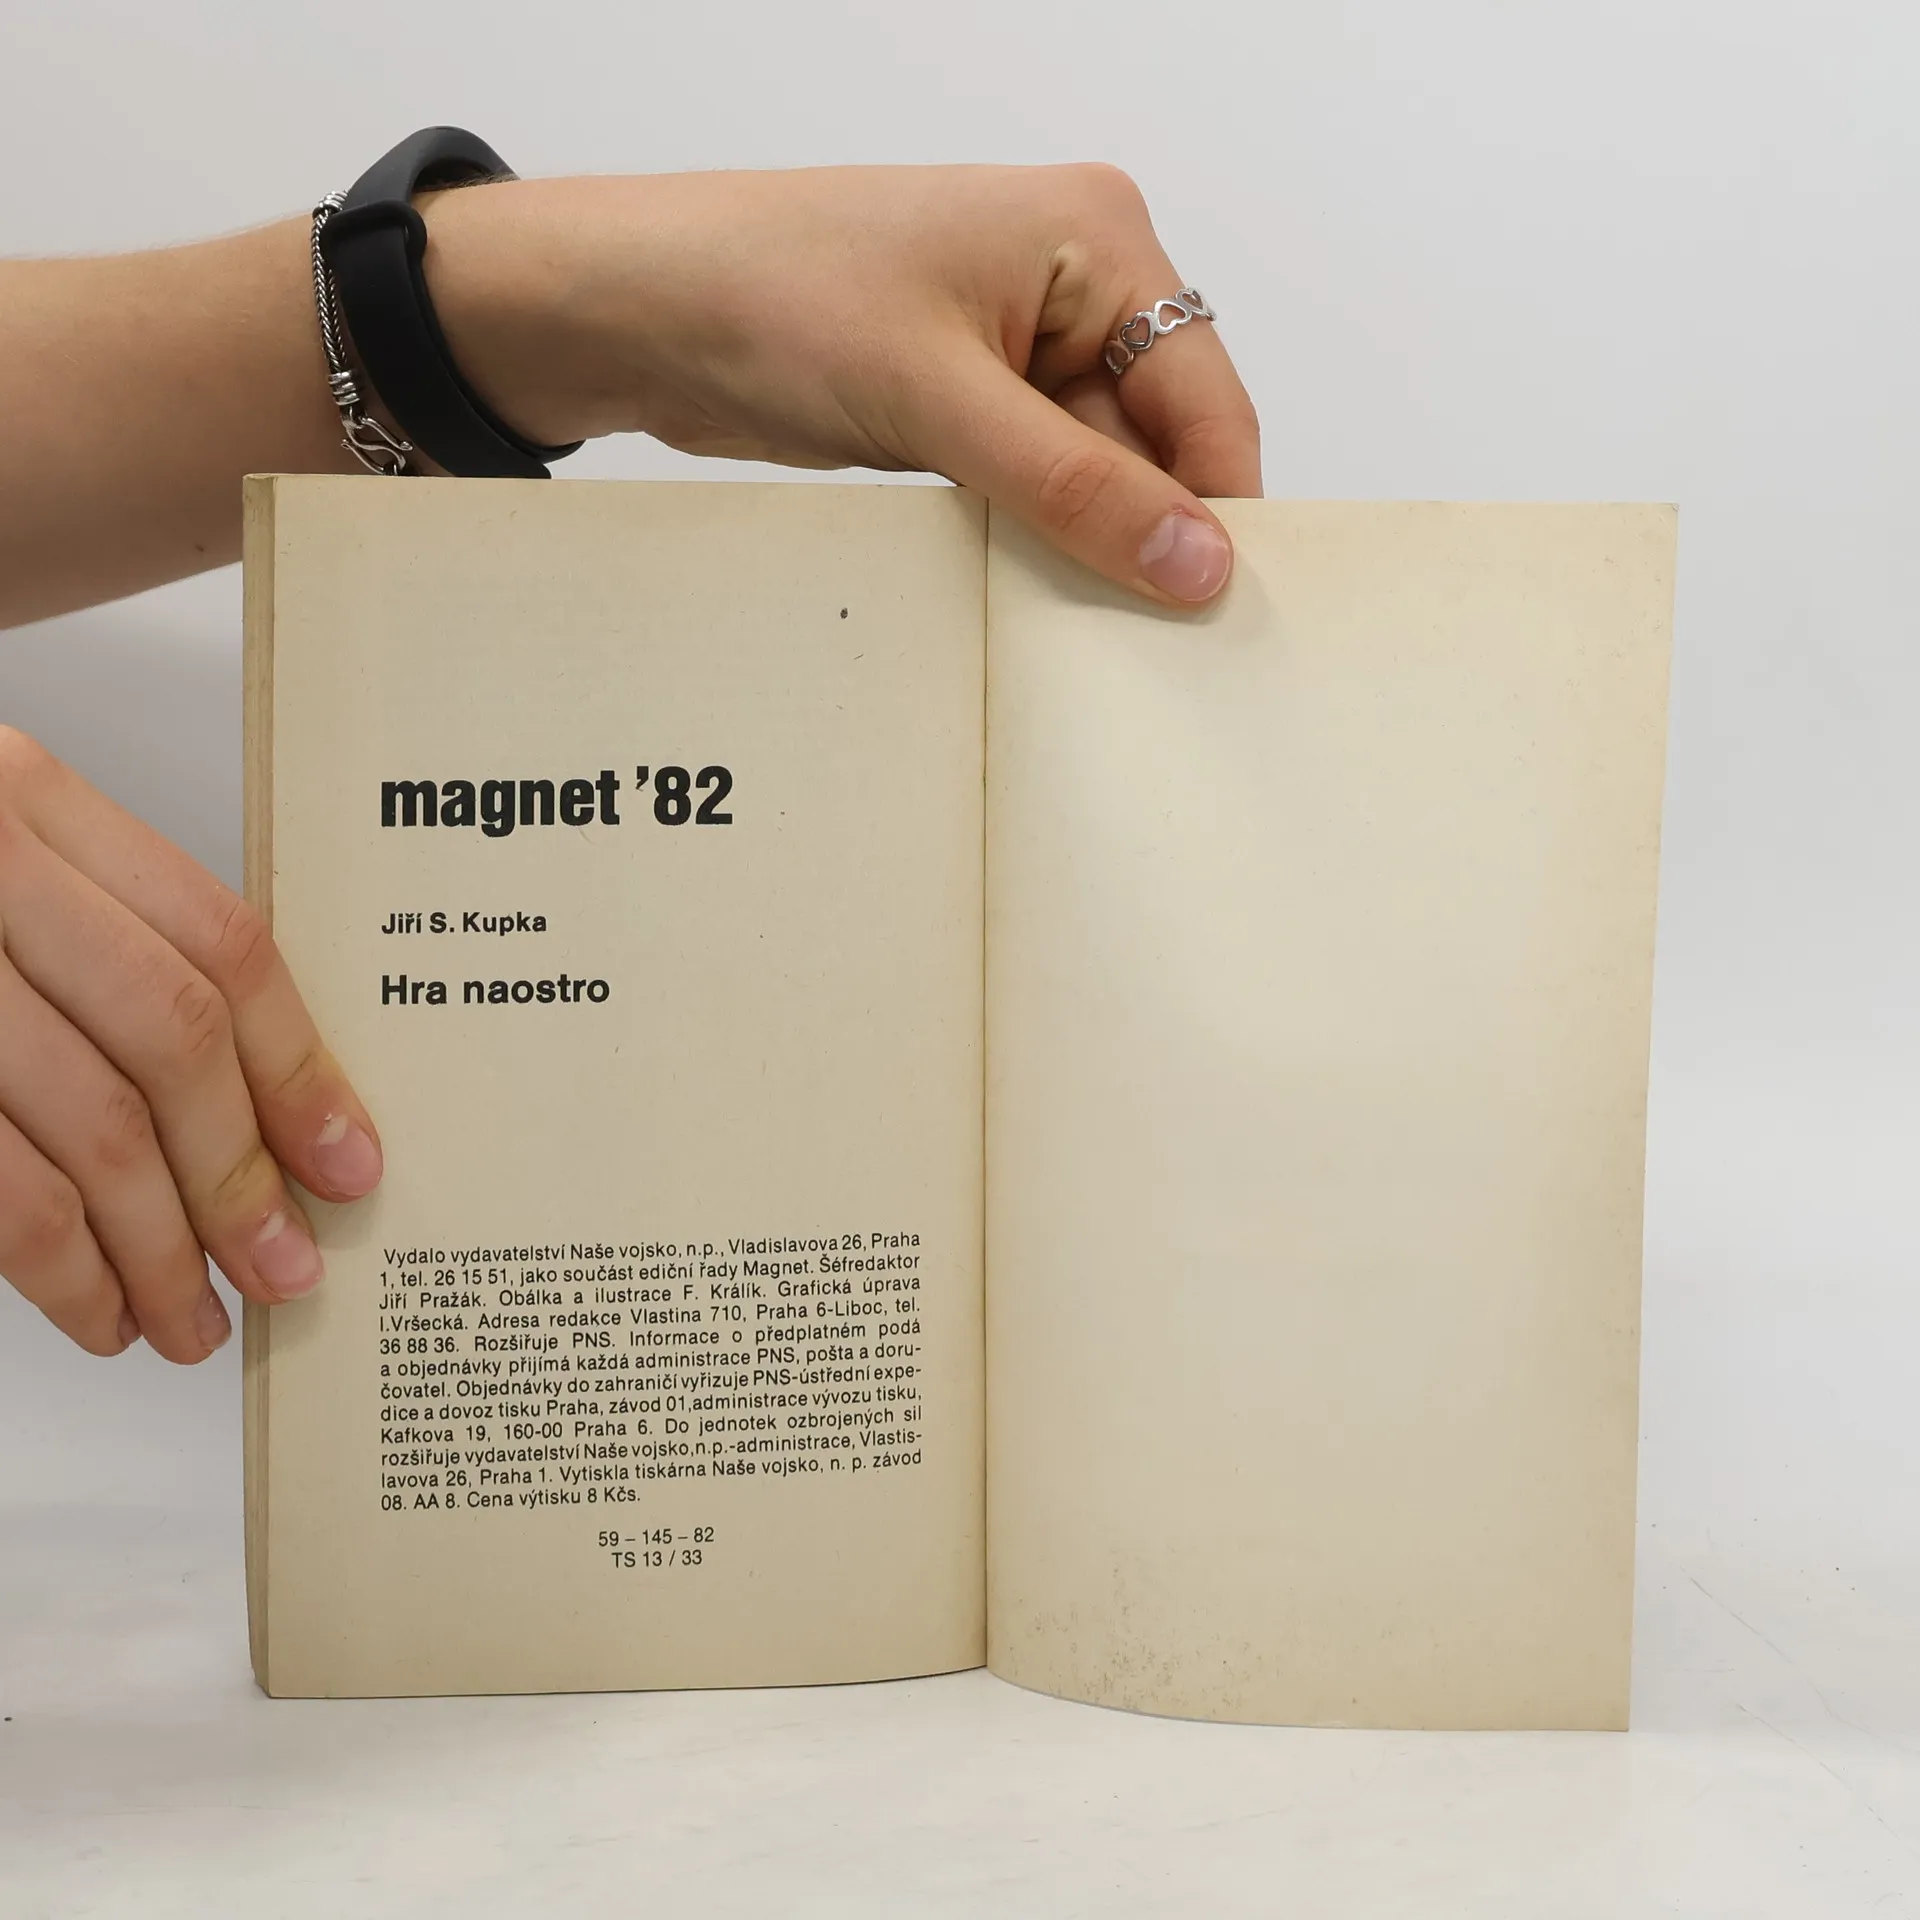 magnet ’82
Jiří S. Kupka
Hra naostro
Vydalo vydavatelství Naše vojsko, n.p., Vladislavova 26, Praha
1, tel. 26 15 51, jako součást ediční řady Magnet. Šéfredaktor
Jiří Pražák. Obálka a ilustrace F. Králík. Grafická úprava
I.Vršecká. Adresa redakce Vlastina 710, Praha 6-Liboc, tel.
36 88 36. Rozšiřuje PNS. Informace o předplatném podá
a objednávky přijímá každá administrace PNS, pošta a doru-
čovatel. Objednávky do zahraničí vyřizuje PNS-ústřední expe-
dice a dovoz tisku Praha, závod 01,administrace vývozu tisku,
Kafkova 19, 160-00 Praha 6. Do jednotek ozbrojených sil
rozšiřuje vydavatelství Naše vojsko,n.p.-administrace, Vlastis-
lavova 26, Praha 1. Vytiskla tiskárna Naše vojsko, n. p. závod
08. AA 8. Cena výtisku 8 Kčs.
59 – 145 – 82
TS 13 / 33